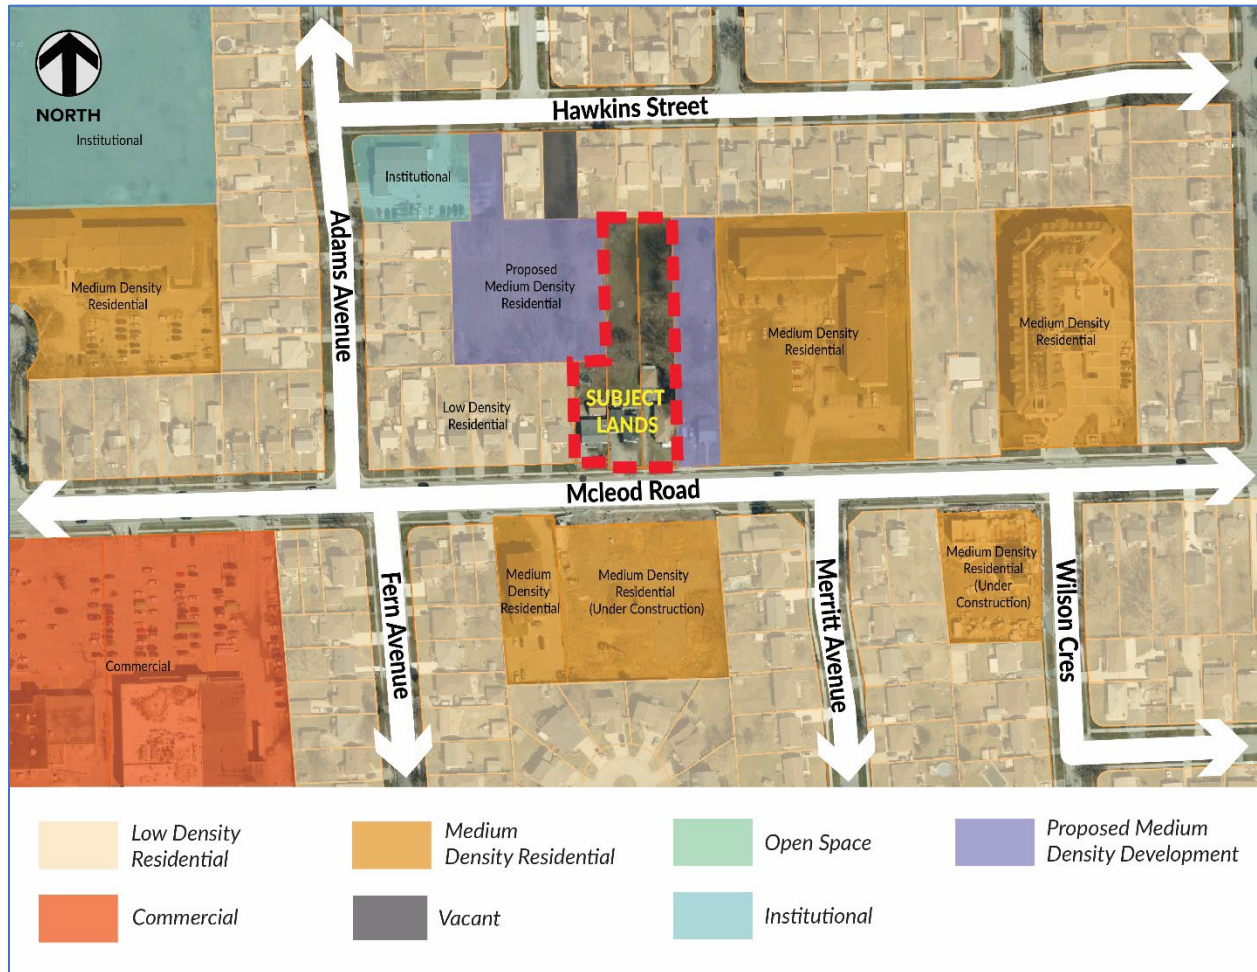 NORTH
Institutional
Hawkins Street
Institutional
Adams Avenue
Medium Density
Residential
Proposed
Medium Density
Residential
Medium Density
Residential
Medium Density
Residential
Low Density
Residential
SUBJECT
LANDS
Mcleod Road
Fern Avenue
Medium
Density
Residential
Medium Density
Residential
(Under Construction)
Merritt Avenue
Medium Density
Residential
(Under
Construction)
Wilson Cres
Commercial
Low Density
Residential
Medium
Density Residential
Open Space
Proposed Medium
Density Development
Commercial
Vacant
Institutional